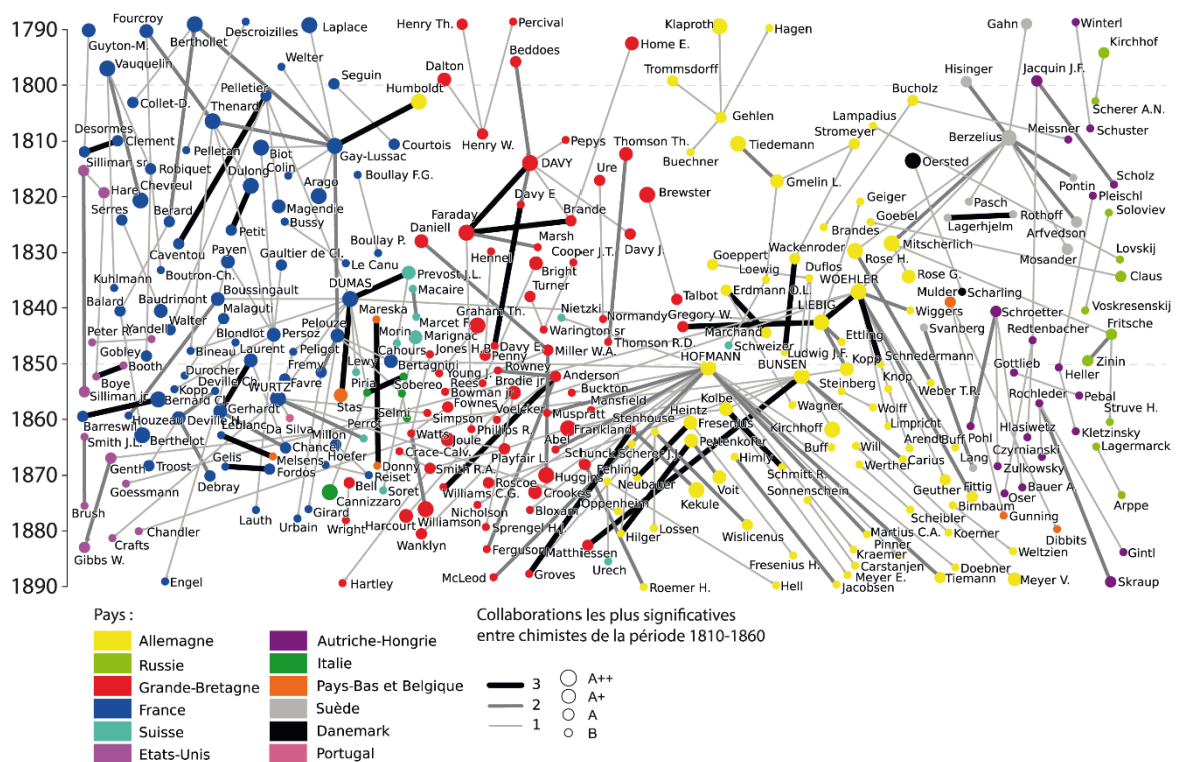 1790
1800
1810
1820
1830
1840
1850
1860
1870
1880
1890
Fourcroy
Descroizilles
Guyton-M.
Berthollet
Laplace
Vauquelin
Welter
Pelletier
Seguin
Humboldt
Collet-D.
Thenard
Desormes
Clement
Silliman sr
Pelletan
Biot
Gay-Lussac
Courtois
Robiquet
Colin
Hare
Chevreul
Dulong
Arago
Boullay F.G.
Serres
Berard
Magendie
Petit
Bussy
Caventou
Payen
Gaultier de Cl.
Boullay P.
Kuhlmann
Boutron-Ch.
Le Canu
Prevost J.L.
Boussingault
DUMAS
Macaire
Balard
Baudrimont
Malaguti
Mareska
Peter R.
Yandell
Walter
Blondlot
Persoz
Pelouze
Morin
Marcet F.
Marignac
Gobley
Booth
Bineau
Laurent
Peligot
Cahours
Boye
Durocher
Fremy
Lewy
Bertagnini
Silliman jr
Kopp
Deville Ch.
Favre
Piria
Sobereo
Bernard Cl.
WURTZ
Stas
Barreswil
Houzeau
Deville H.
Gerhardt
Selmi
Smith J.L.
Leblanc
Da Silva
Perrot
Berthelot
Chancel
Millon
Genth
Troost
Gelis
Melsens
Hoefer
Donny
Goessmann
Debray
Fordos
Reiset
Soret
Cannizzaro
Brush
Lauth
Girard
Crafts
Chandler
Urbain
Gibbs W.
Engel
Henry Th.
Percival
Beddoes
Home E.
Dalton
Henry W.
Pepys
Thomson Th.
DAVY
Ure
Davy E
Brewster
Faraday
Brande
Daniell
Marsh
Davy J.
Hennel
Cooper J.T.
Bright
Turner
Talbot
Nietzki
Normandy
Gregory W.
Graham Th.
Warington sr
Thomson R.D.
Jones H.B.
Penny
Miller W.A.
Rowney
Young J.
Anderson
Rees
Brodie jr
Bowman jr
Buckton
Fownes
Mansfield
Simpson
Voelcker
Muspratt
Stenhouse
Watts
Phillips R.
Frankland
Joule
Abel
Crace-Calv.
Playfair L.
Schunck
Smith R.A.
Huggins
Bell
Roscoe
Williams C.G.
Crookes
Nicholson
Bloxam
Wright
Harcourt
Williamson
Sprengel H.J.
Wanklyn
Ferguson
Matthiessen
Hartley
McLeod
Groves
Urech
Klaproth
Hagen
Trommsdorff
Gehlen
Bucholz
Lampadius
Stromeyer
Buechner
Tiedemann
Gmelin L.
Geiger
Brandes
Goebel
Wackenroder
Mitscherlich
Rose H.
Goeppert
Loewig
Duflos
WOEHLER
Rose G.
Erdmann O.L.
Mulder
Scharling
LIEBIG
Wiggers
Marchand
Schweizer
Ettling
Svanberg
HOFMANN
Ludwig J.F.
BUNSEN
Kopp
Schnedermann
Knop
Weber T.R.
Steinberg
Kolbe
Wagner
Wolff
Heintz
Limpricht
Fresenius
Kirchhoff
Arendt
Buff
Pohl
Pettenkofer
Buff
Will
Scherer J.J.
Himly
Carius
Lang
Fehling
Werther
Neubauer
Voit
Schmitt R.
Geuther
Fittig
Oppenheim
Kekule
Sonnenschein
Birnbaum
Scheibler
Lossen
Wislicenus
Martius C.A.
Koerner
Hilger
Pinner
Weltzien
Kraemer
Fresenius H.
Carstanjen
Doebner
Meyer E.
Roemer H.
Hell
Jacobsen
Tiemann
Meyer V.
Gahn
Winterl
Kirchhof
Hisinger
Jacquin J.F.
Scherer A.N.
Berzelius
Meissner
Schuster
Oersted
Pontin
Scholz
Pasch
Pleischl
Lagerhjelm
Rothoff
Soloviev
Arfvedson
Mosander
Lovskij
Claus
Schroetter
Voskresenskij
Redtenbacher
Fritsche
Gottlieb
Zinin
Heller
Rochleder
Pebal
Struve H.
Hlasiwetz
Kletzinsky
Czyrnianski
Lagermarck
Zulkowsky
Oser
Bauer A.
Gunning
Arppe
Dibbits
Gintl
Skraup
Pays :
Allemagne
Russie
Grande-Bretagne
France
Suisse
Etats-Unis
Autriche-Hongrie
Italie
Pays-Bas et Belgique
Suède
Danemark
Portugal
Collaborations les plus significatives
entre chimistes de la période 1810-1860
3
2
1
A++
A+
A
B